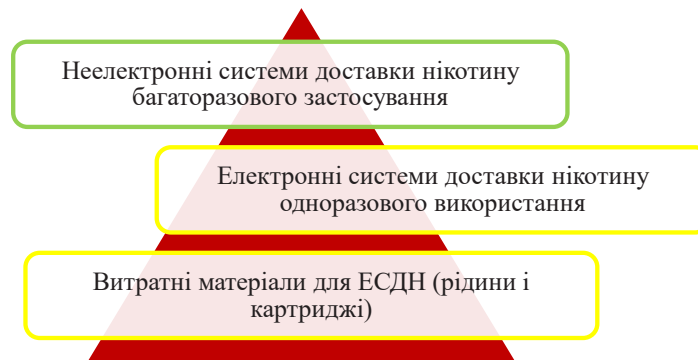 Неелектронні системи доставки нікотину
багаторазового застосування
Електронні системи доставки нікотину
одноразового використання
Витратні матеріали для ЕСДН (рідини і
картриджі)